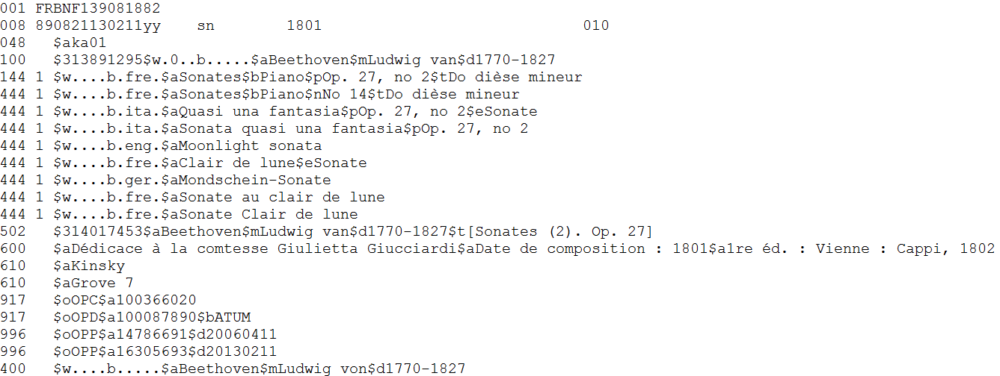 001 FRBNF139081882
008 890821130211yy    sn        1801                             010
048   $aka01
100   $313891295$w.0..b.....$aBeethoven$mLudwig van$d1770-1827
144 1 $w....b.fre.$aSonates$bPiano$pOp. 27, no 2$tDo dièse mineur
444 1 $w....b.fre.$aSonates$bPiano$nNo 14$tDo dièse mineur
444 1 $w....b.ita.$aQuasi una fantasia$pOp. 27, no 2$eSonate
444 1 $w....b.ita.$aSonata quasi una fantasia$pOp. 27, no 2
444 1 $w....b.eng.$aMoonlight sonata
444 1 $w....b.fre.$aClair de lune$eSonate
444 1 $w....b.ger.$aMondschein-Sonate
444 1 $w....b.fre.$aSonate au clair de lune
444 1 $w....b.fre.$aSonate Clair de lune
502   $314017453$aBeethoven$mLudwig van$d1770-1827$t[Sonates (2). Op. 27]
600   $aDédicace à la comtesse Giulietta Giucciardi$aDate de composition : 1801$a1re éd. : Vienne : Cappi, 1802
610   $aKinsky
610   $aGrove 7
917   $oOPC$a100366020
917   $oOPD$a100087890$bATUM
996   $oOPP$a14786691$d20060411
996   $oOPP$a16305693$d20130211
400   $w....b.....$aBeethoven$mLudwig von$d1770-1827